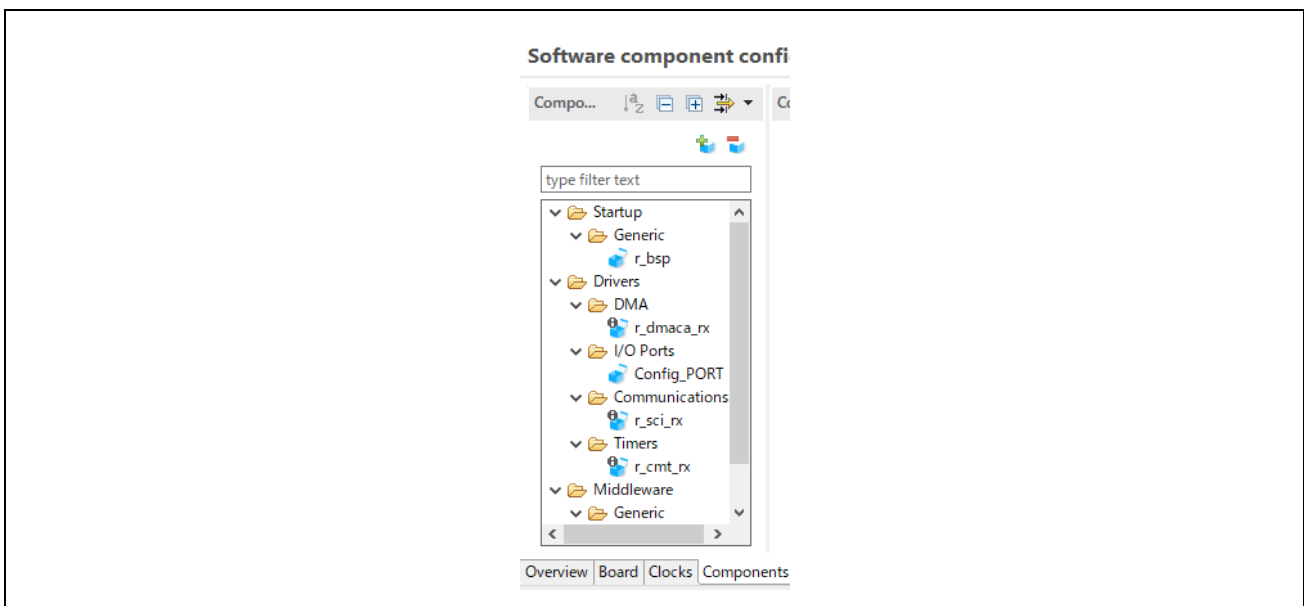 Software component confi
Compo...
type filter text
Startup
Generic
r_bsp
Drivers
DMA
r_dmaca_rx
I/O Ports
Config_PORT
Communications
r_sci_rx
Timers
r_cmt_rx
Middleware
Generic
Overview Board Clocks Components